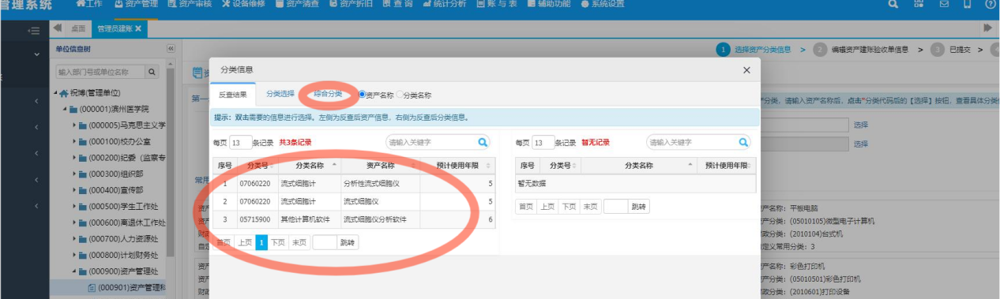 管理系统 工作 资产管理 资产审核 设备维修 资产清查 资产折旧 查询 统计分析 账与表 辅助功能 系统设置
桌面 管理员建账 X
单位信息树
输入部门号或单位名称
祝博(管理单位)
(000001)滨州医学院
(000005)马克思主义学
(000100)校办公室
(000200)纪委（监察专
(000300)组织部
(000400)宣传部
(000500)学生工作处
(000600)离退休工作处
(000700)人力资源处
(000800)计划财务处
(000900)资产管理处
(000901)资产管理科
1 选择资产分类信息 > 2 编辑资产建账验收单信息 > 3 已提交 > 4
第一
分类信息 ×
反查结果 分类选择 综合分类 资产名称 分类名称
提示：双击需要的信息进行选择。左侧为反查后资产信息，右侧为反查后分类信息。
每页 13 条记录 共3条记录 请输入关键字
序号 分类号 分类名称 资产名称 预计使用年限
1 07060220 流式细胞计 分析性流式细胞仪 5
2 07060220 流式细胞计 流式细胞仪 5
3 05715900 其他计算机软件 流式细胞仪分析软件 6
首页 上页 1 下页 末页 跳转
每页 13 条记录 暂无记录 请输入关键字
序号 分类号 分类名称 预计使用年限
暂无数据
首页 上页 下页 末页 跳转
分类，请输入资产名称后，点击"分类代码后的【选择】按钮，查看具体分类
选择
选择
常用
产名称：平板电脑
产分类：(05010105)微型电子计算机
政分类：(2010104)台式机
定义常用分类：3
产名称：彩色打印机
产分类：(05010501)彩色打印机
政分类：(2010601)打印设备